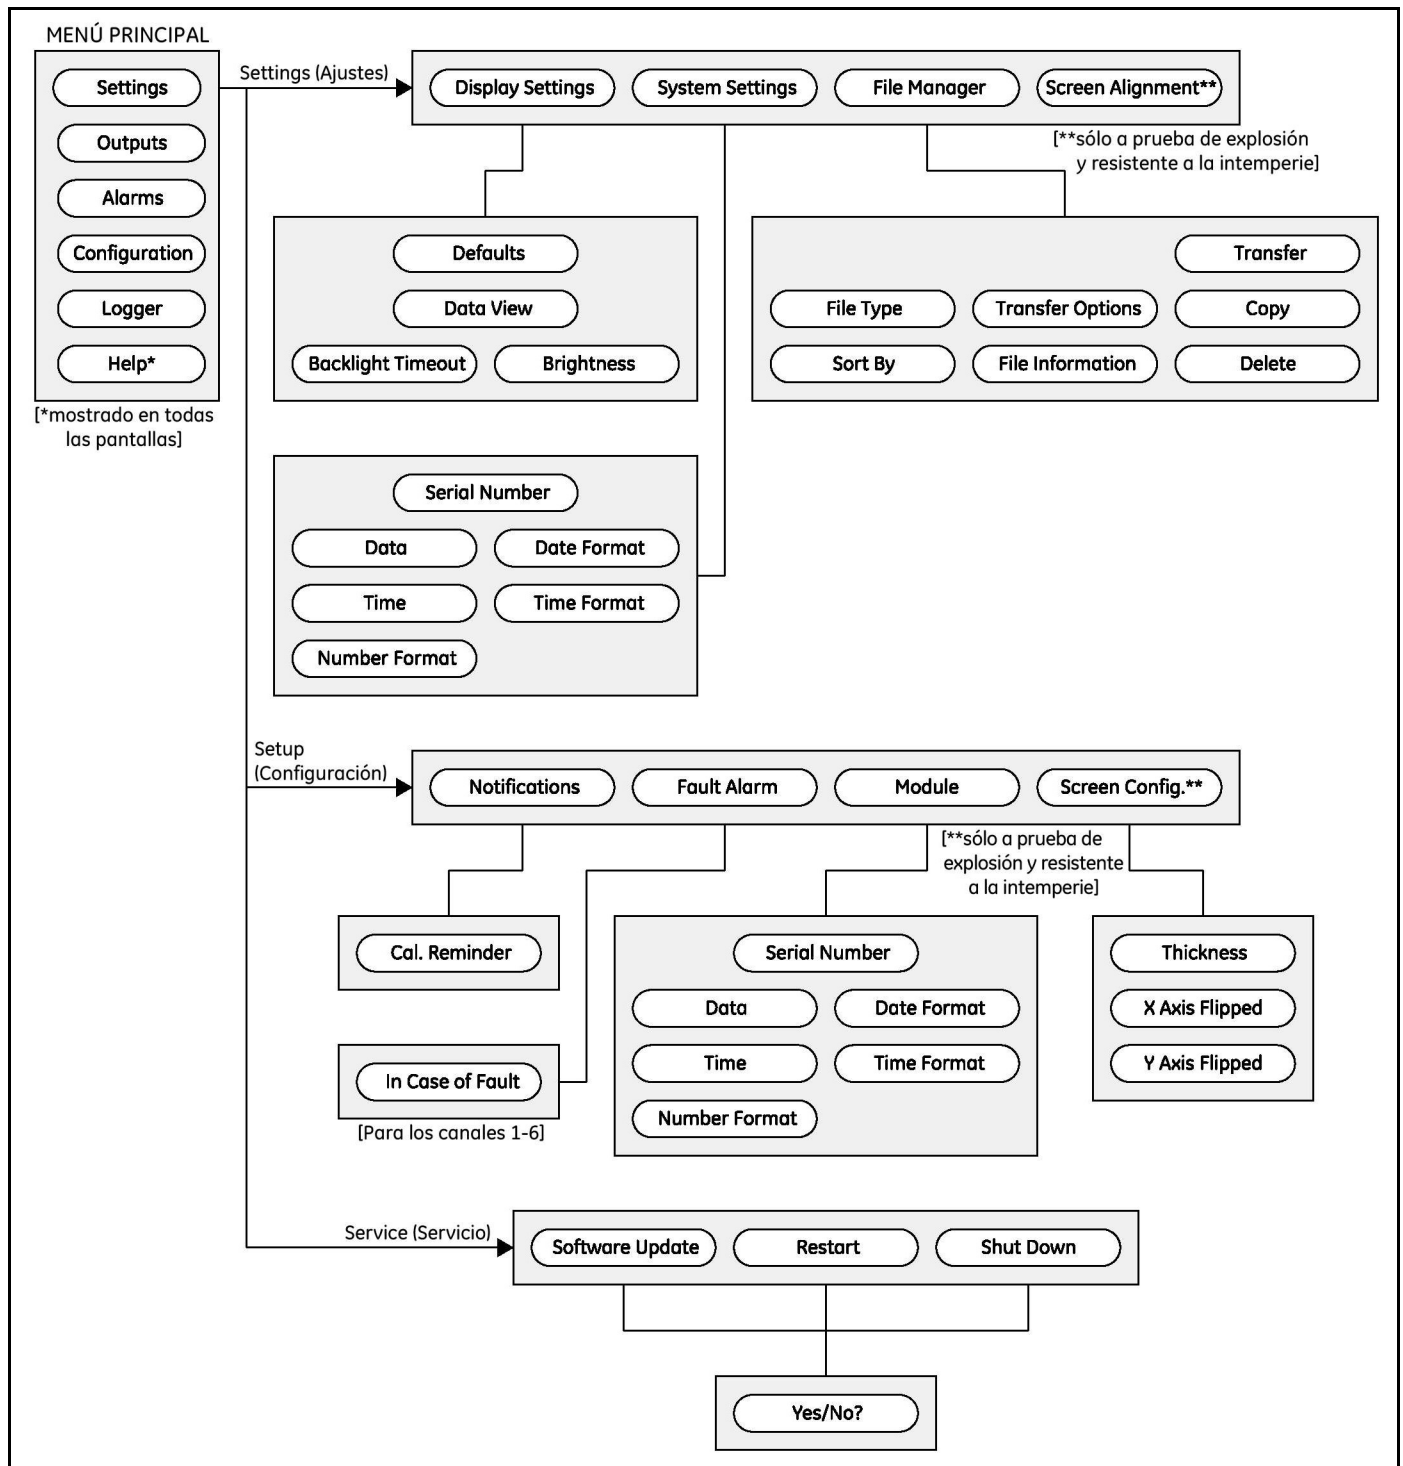 MENÚ PRINCIPAL
Settings
Outputs
Alarms
Configuration
Logger
Help*
[*mostrado en todas
las pantallas]
Settings (Ajustes)
Display Settings
System Settings
File Manager
Screen Alignment**
[**sólo a prueba de explosión
y resistente a la intemperie]
Defaults
Data View
Backlight Timeout
Brightness
Transfer
File Type
Transfer Options
Copy
Sort By
File Information
Delete
Serial Number
Data
Date Format
Time
Time Format
Number Format
Setup
(Configuración)
Notifications
Fault Alarm
Module
Screen Config.**
[**sólo a prueba de
explosión y resistente
a la intemperie]
Cal. Reminder
In Case of Fault
[Para los canales 1-6]
Serial Number
Data
Date Format
Time
Time Format
Number Format
Thickness
X Axis Flipped
Y Axis Flipped
Service (Servicio)
Software Update
Restart
Shut Down
Yes/No?